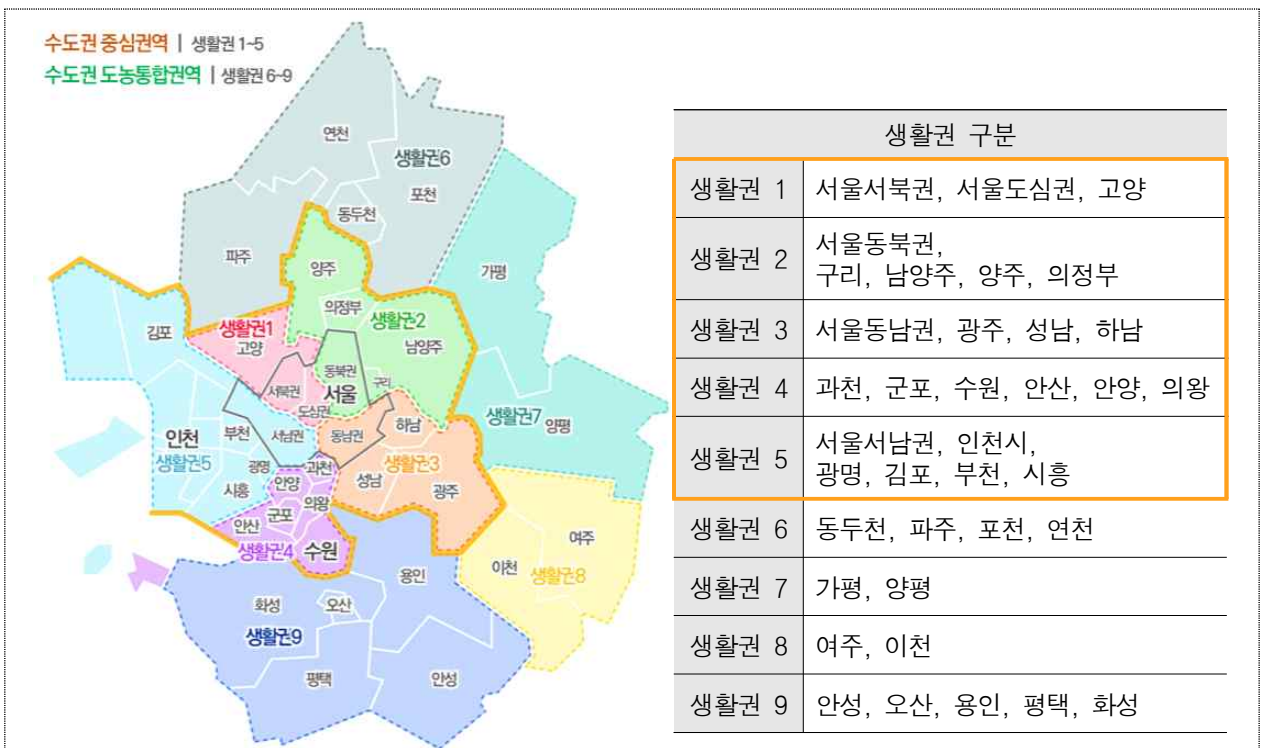 수도권 중심권역 | 생활권 1~5
수도권 도농통합권역 | 생활권 6~9
연천
생활권6
포천
동두천
파주
양주
가평
의정부
생활권2
남양주
김포
생활권1
고양
동북권
서북권
서울
구리
도심권
생활권7
양평
인천
생활권5
부천
서남권
동남권
하남
생활권3
광명
과천
성남
광주
시흥
안양
의왕
군포
안산
생활권4
수원
여주
이천
생활권8
용인
화성
오산
생활권9
평택
안성
생활권 구분
생활권 1 서울서북권, 서울도심권, 고양
생활권 2 서울동북권,
구리, 남양주, 양주, 의정부
생활권 3 서울동남권, 광주, 성남, 하남
생활권 4 과천, 군포, 수원, 안산, 안양, 의왕
생활권 5 서울서남권, 인천시,
광명, 김포, 부천, 시흥
생활권 6 동두천, 파주, 포천, 연천
생활권 7 가평, 양평
생활권 8 여주, 이천
생활권 9 안성, 오산, 용인, 평택, 화성